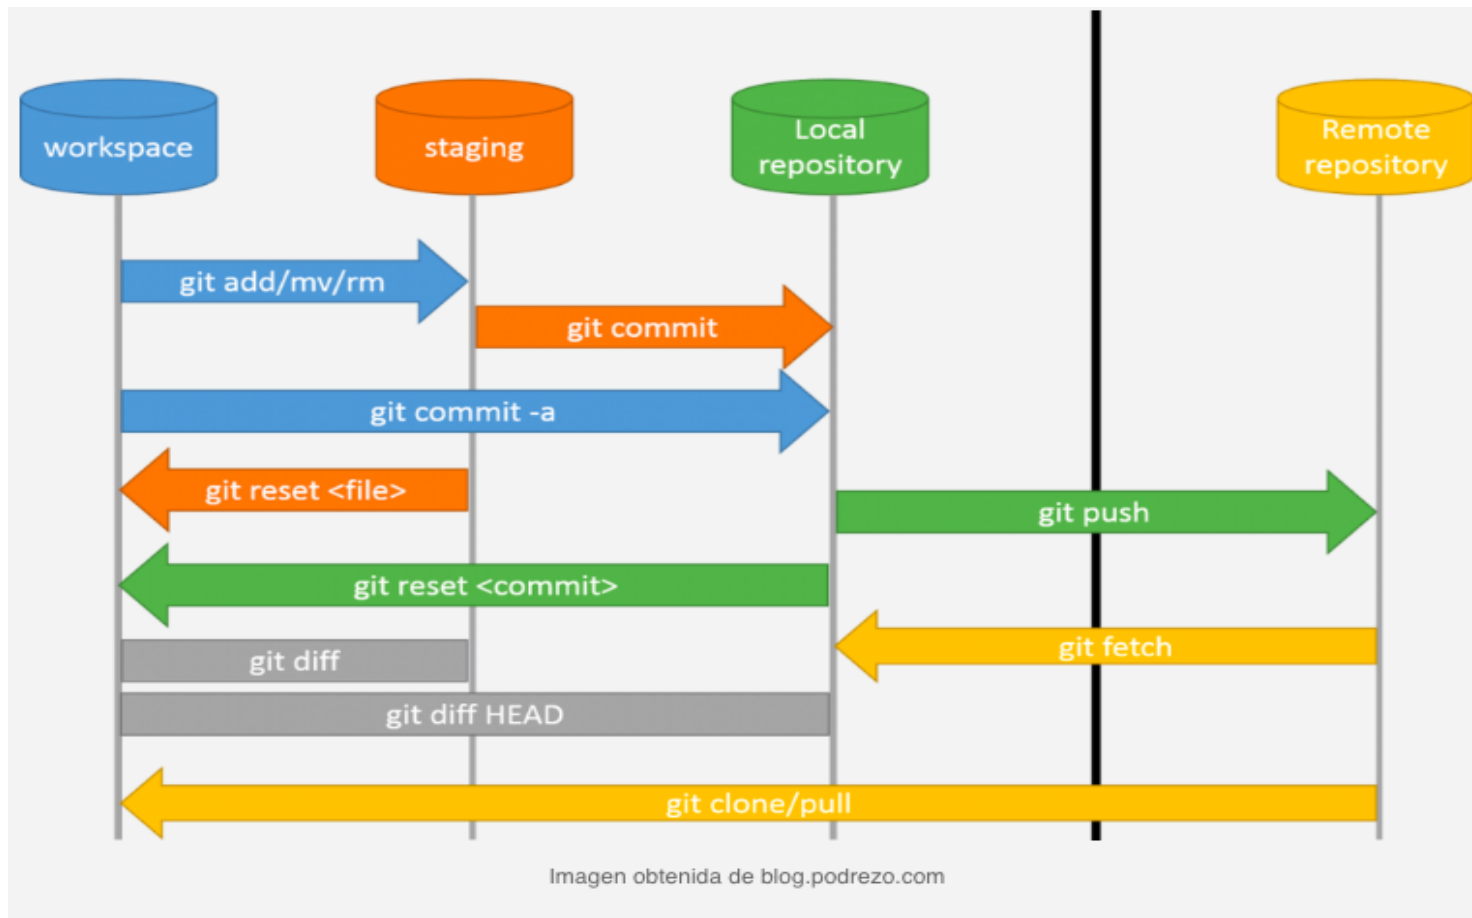 workspace
staging
Local
repository
Remote
repository
git add/mv/rm
git commit
git commit -a
git reset <file>
git push
git reset <commit>
git fetch
git diff
git diff HEAD
git clone/pull
Imagen obtenida de blog.podrezo.com